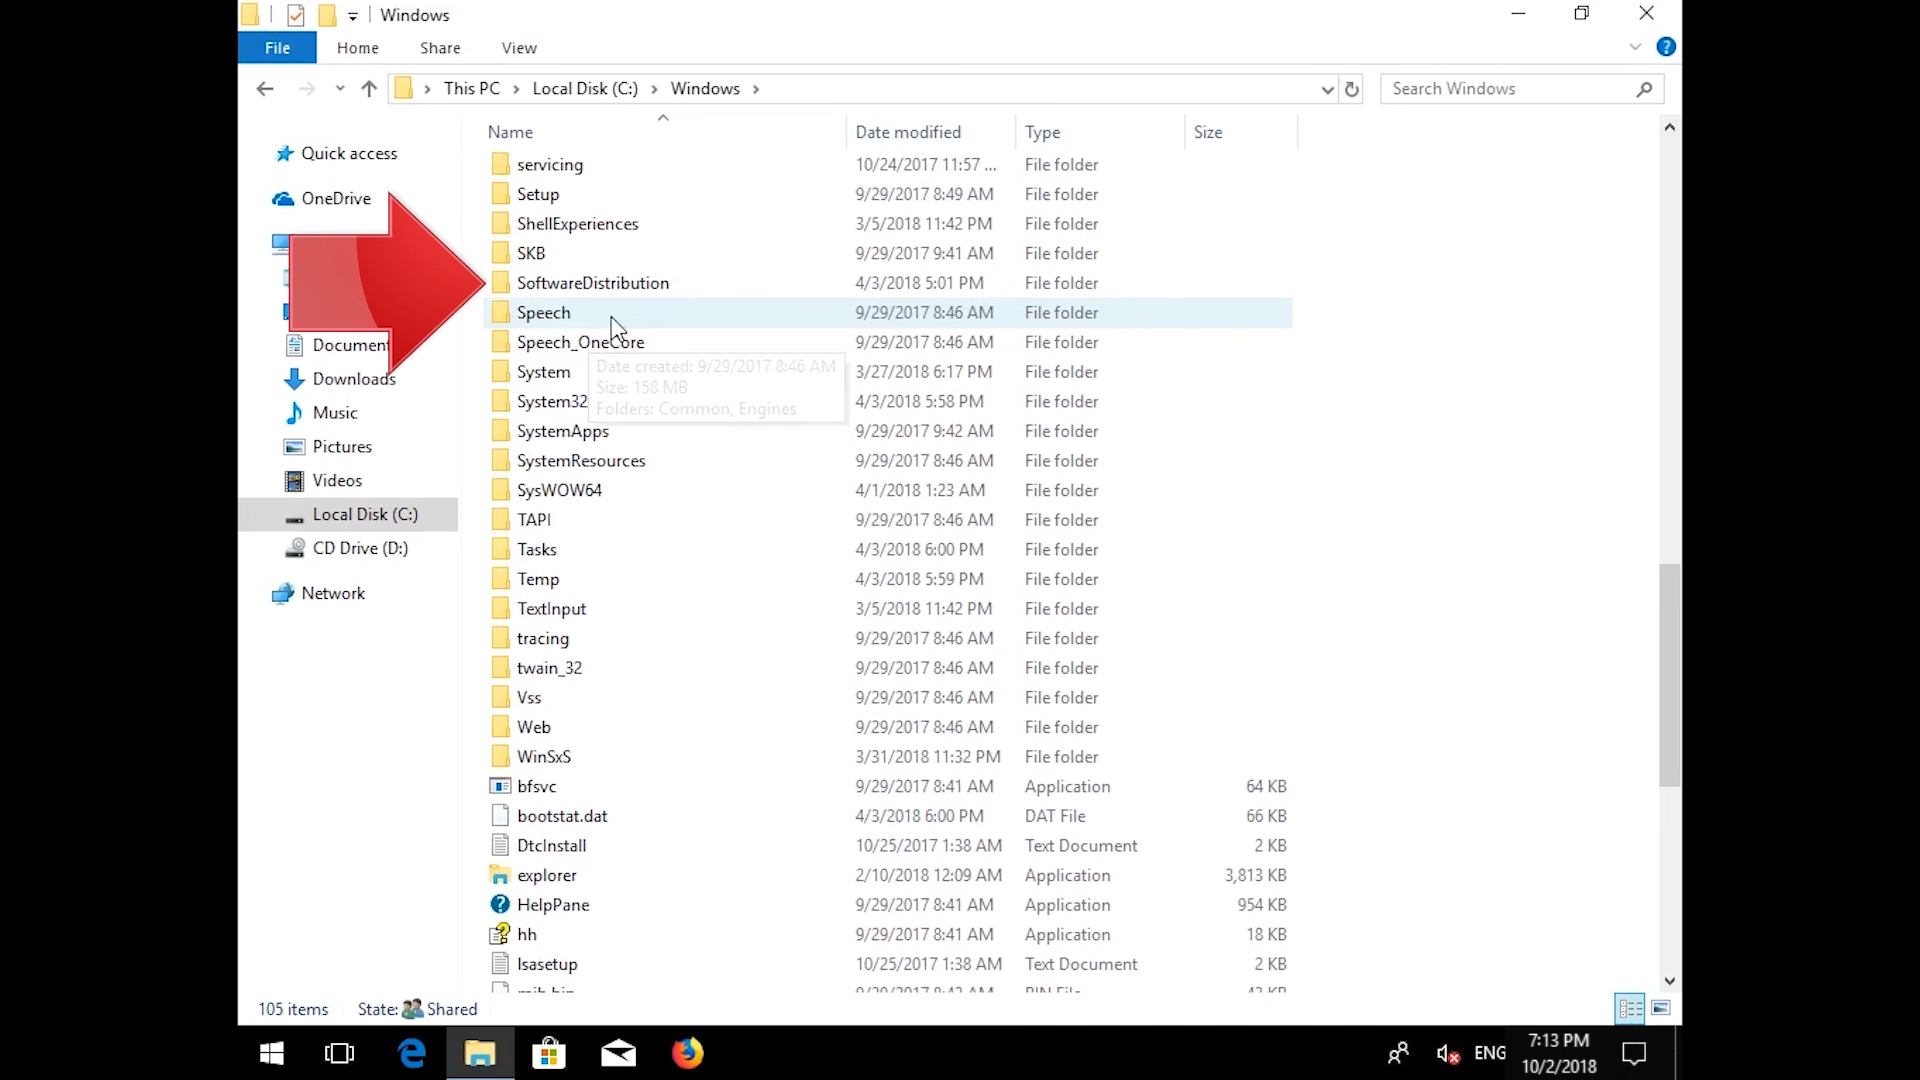 Windows
File Home Share View
This PC Local Disk (C:) Windows
Search Windows
Name Date modified Type Size
Quick access
OneDrive
Document
Downloads
Music
Pictures
Videos
Local Disk (C:)
CD Drive (D:)
Network
servicing 10/24/2017 11:57 ... File folder
Setup 9/29/2017 8:49 AM File folder
ShellExperiences 3/5/2018 11:42 PM File folder
SKB 9/29/2017 9:41 AM File folder
SoftwareDistribution 4/3/2018 5:01 PM File folder
Speech 9/29/2017 8:46 AM File folder
Speech_OneCore 9/29/2017 8:46 AM File folder
System 3/27/2018 6:17 PM File folder
System32 4/3/2018 5:58 PM File folder
SystemApps 9/29/2017 9:42 AM File folder
SystemResources 9/29/2017 8:46 AM File folder
SysWOW64 4/1/2018 1:23 AM File folder
TAPI 9/29/2017 8:46 AM File folder
Tasks 4/3/2018 6:00 PM File folder
Temp 4/3/2018 5:59 PM File folder
TextInput 3/5/2018 11:42 PM File folder
tracing 9/29/2017 8:46 AM File folder
twain_32 9/29/2017 8:46 AM File folder
Vss 9/29/2017 8:46 AM File folder
Web 9/29/2017 8:46 AM File folder
WinSxS 3/31/2018 11:32 PM File folder
bfsvc 9/29/2017 8:41 AM Application 64 KB
bootstat.dat 4/3/2018 6:00 PM DAT File 66 KB
DtcInstall 10/25/2017 1:38 AM Text Document 2 KB
explorer 2/10/2018 12:09 AM Application 3,813 KB
HelpPane 9/29/2017 8:41 AM Application 954 KB
hh 9/29/2017 8:41 AM Application 18 KB
lsasetup 10/25/2017 1:38 AM Text Document 2 KB
Date created: 9/29/2017 8:46 AM
Size: 158 MB
Folders: Common, Engines
105 items State: Shared
ENG
7:13 PM
10/2/2018